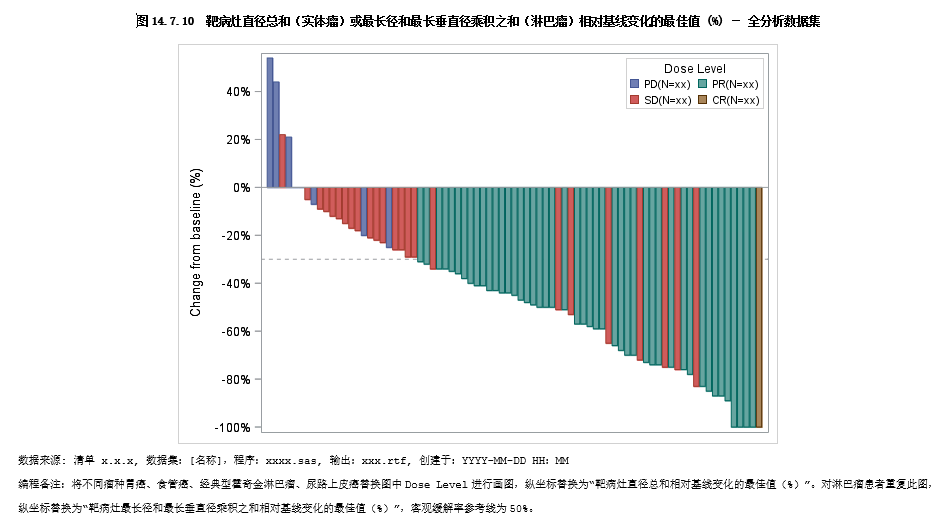 图 14.7.10 靶病灶直径总和（实体瘤）或最长径和最长垂直径乘积之和（淋巴瘤）相对基线变化的最佳值 (%) － 全分析数据集
Dose Level
PD(N=xx) PR(N=xx)
SD(N=xx) CR(N=xx)
Change from baseline (%)
40%
20%
0%
-20%
-40%
-60%
-80%
-100%
数据来源: 清单 x.x.x, 数据集：[名称], 程序：xxxx.sas, 输出：xxx.rtf, 创建于：YYYY-MM-DD HH：MM
编程备注: 将不同瘤种胃癌、食管癌、经典型霍奇金淋巴瘤、尿路上皮癌替换图中 Dose Level 进行画图, 纵坐标替换为“靶病灶直径总和相对基线变化的最佳值（%）”。对淋巴瘤患者重复此图,
纵坐标替换为“靶病灶最长径和最长垂直径乘积之和相对基线变化的最佳值（%）”, 客观缓解率参考线为 50%。